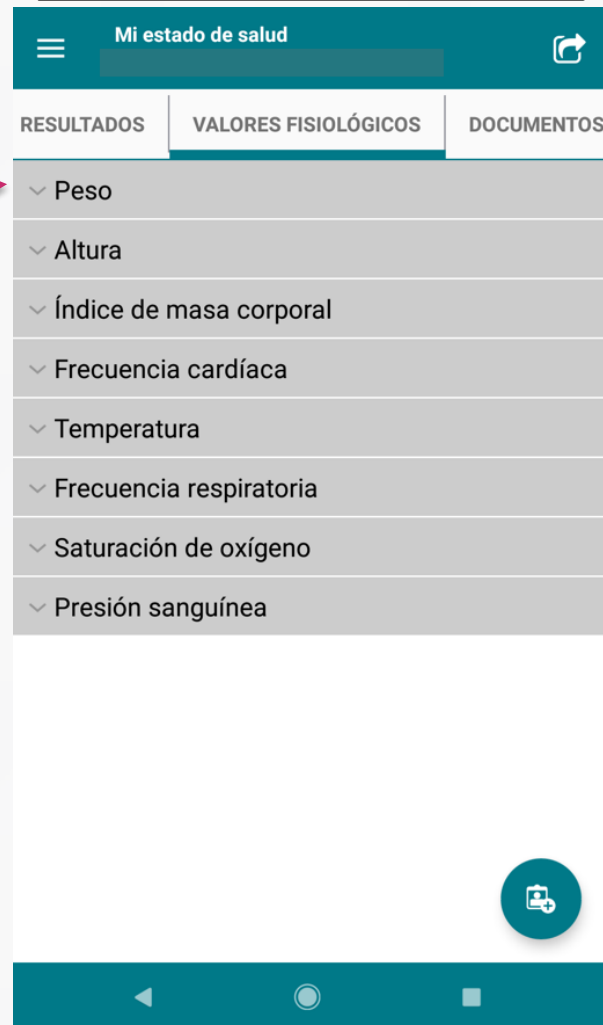 Mi estado de salud
RESULTADOS VALORES FISIOLÓGICOS DOCUMENTOS
Peso
Altura
Índice de masa corporal
Frecuencia cardíaca
Temperatura
Frecuencia respiratoria
Saturación de oxígeno
Presión sanguínea